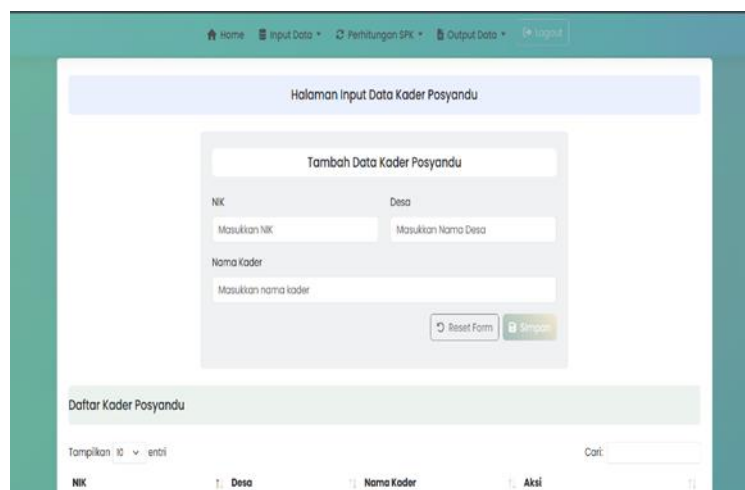 Home Input Data Perhitungan SPK Output Data Logout
Halaman Input Data Kader Posyandu
Tambah Data Kader Posyandu
NIK Desa
Masukkan NIK Masukkan Nama Desa
Nama Kader
Masukkan nama kader
Reset Form Simpan
Daftar Kader Posyandu
Tampilkan 10 entri Cari:
NIK Desa Nama Kader Aksi